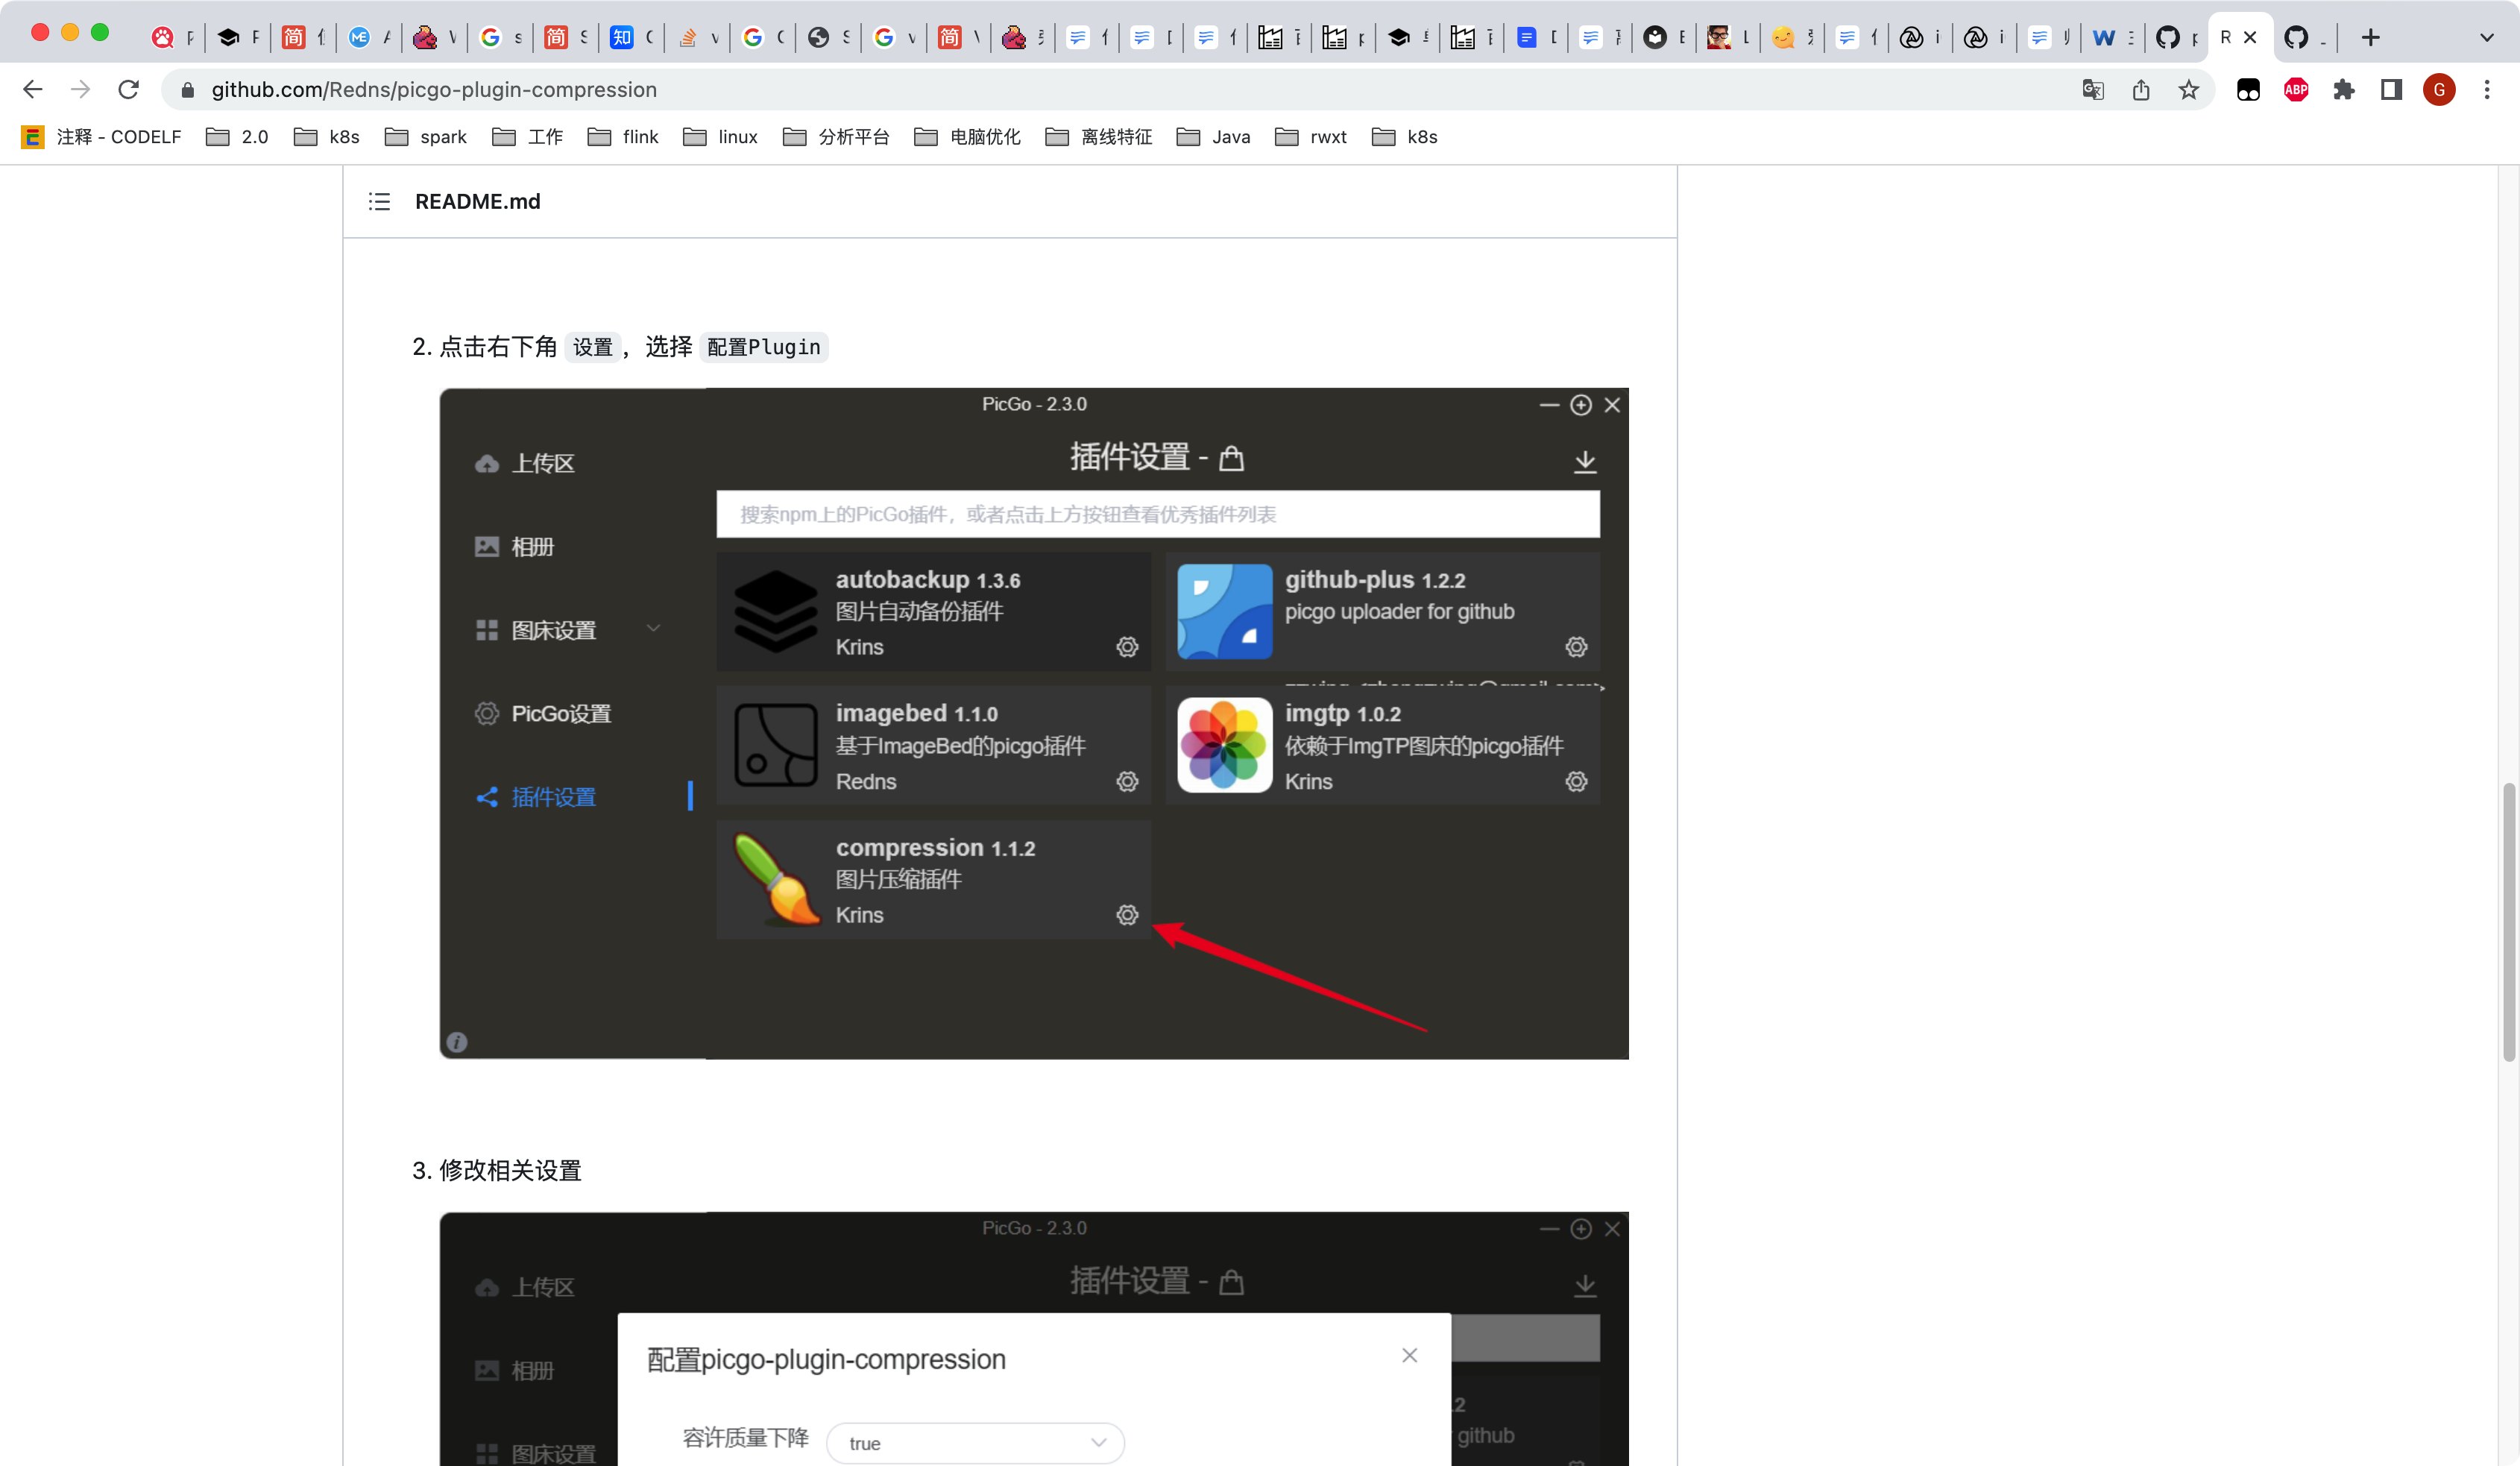 github.com/Redns/picgo-plugin-compression
注释 - CODELF 2.0 k8s spark 工作 flink linux 分析平台 电脑优化 离线特征 Java rwxt k8s
README.md
2. 点击右下角 设置，选择 配置Plugin
PicGo - 2.3.0
插件设置 -
上传区
搜索npm上的PicGo插件，或者点击上方按钮查看优秀插件列表
相册
autobackup 1.3.6
图片自动备份插件
Krins
github-plus 1.2.2
picgo uploader for github
图床设置
imagebed 1.1.0
基于ImageBed的picgo插件
Redns
imgtp 1.0.2
依赖于ImgTP图床的picgo插件
Krins
PicGo设置
插件设置
compression 1.1.2
图片压缩插件
Krins
3. 修改相关设置
PicGo - 2.3.0
插件设置 -
上传区
配置picgo-plugin-compression
相册
容许质量下降 true
github
图床设置